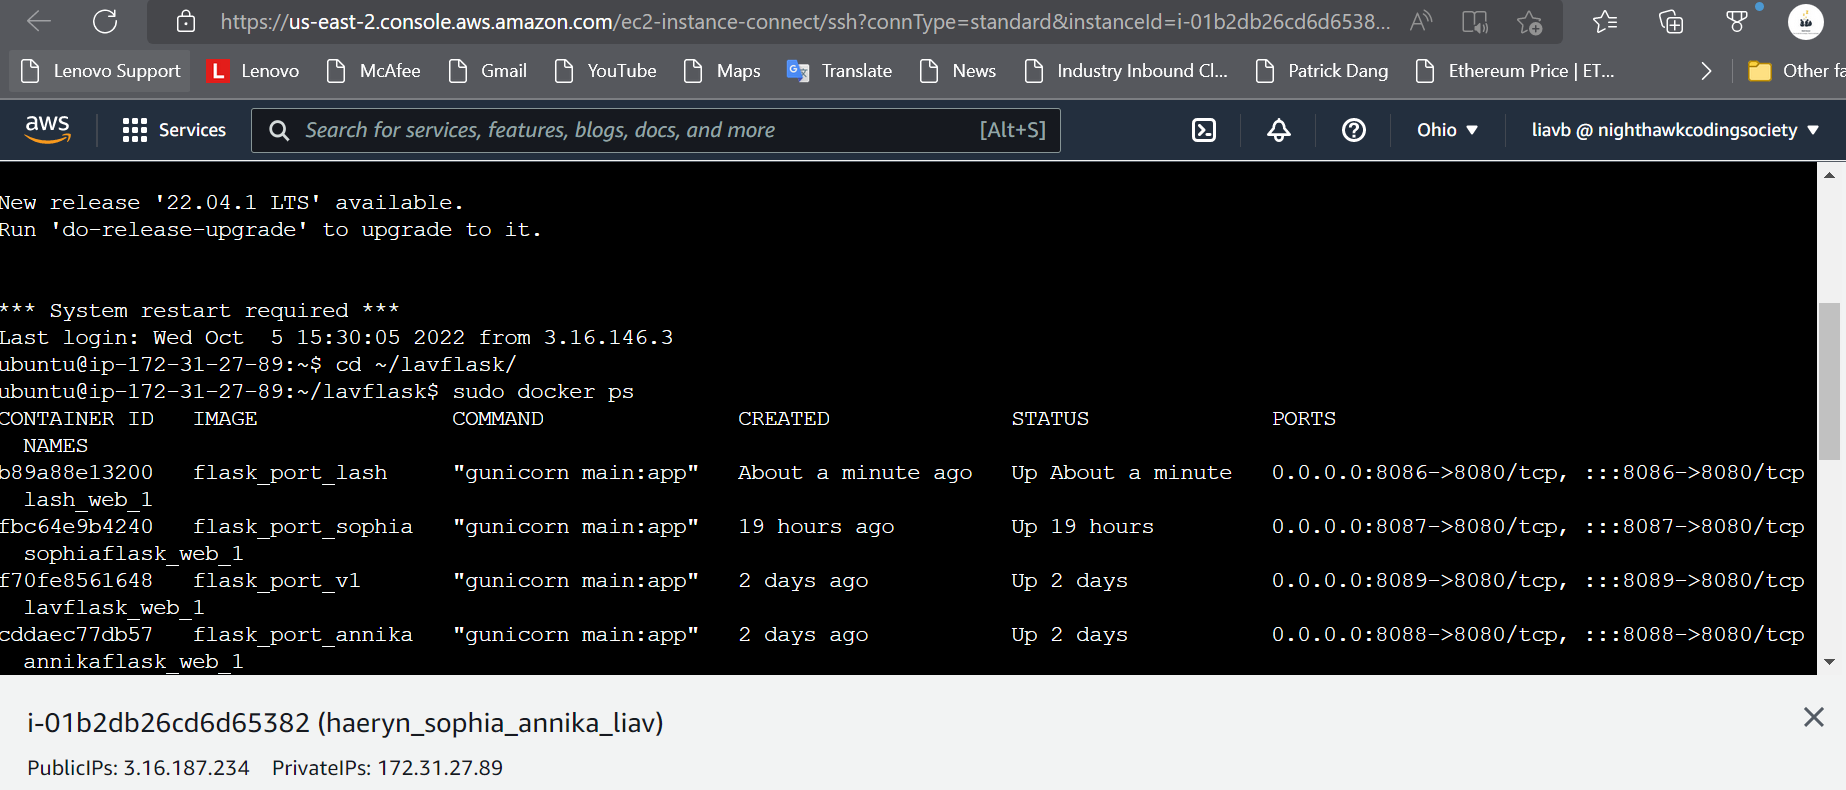 https://us-east-2.console.aws.amazon.com/ec2-instance-connect/ssh?connType=standard&instanceId=i-01b2db26cd6d6538...
Lenovo Support L Lenovo McAfee Gmail YouTube Maps Translate News Industry Inbound Cl... Patrick Dang Ethereum Price | ET... Other fa
aws Services Search for services, features, blogs, docs, and more [Alt+S] Ohio ▼ liavb @ nighthawkcodingsociety ▼
New release '22.04.1 LTS' available.
Run 'do-release-upgrade' to upgrade to it.
*** System restart required ***
Last login: Wed Oct  5 15:30:05 2022 from 3.16.146.3
ubuntu@ip-172-31-27-89:~$ cd ~/lavflask/
ubuntu@ip-172-31-27-89:~/lavflask$ sudo docker ps
CONTAINER ID   IMAGE               COMMAND              CREATED              STATUS              PORTS
  NAMES
b89a88e13200   flask_port_lash     "gunicorn main:app"   About a minute ago   Up About a minute   0.0.0.0:8086->8080/tcp, :::8086->8080/tcp
  lash_web_1
fbc64e9b4240   flask_port_sophia   "gunicorn main:app"   19 hours ago         Up 19 hours         0.0.0.0:8087->8080/tcp, :::8087->8080/tcp
  sophiaflask_web_1
f70fe8561648   flask_port_v1       "gunicorn main:app"   2 days ago           Up 2 days           0.0.0.0:8089->8080/tcp, :::8089->8080/tcp
  lavflask_web_1
cddaec77db57   flask_port_annika   "gunicorn main:app"   2 days ago           Up 2 days           0.0.0.0:8088->8080/tcp, :::8088->8080/tcp
  annikaflask_web_1
i-01b2db26cd6d65382 (haeryn_sophia_annika_liav)
PublicIPs: 3.16.187.234 PrivateIPs: 172.31.27.89